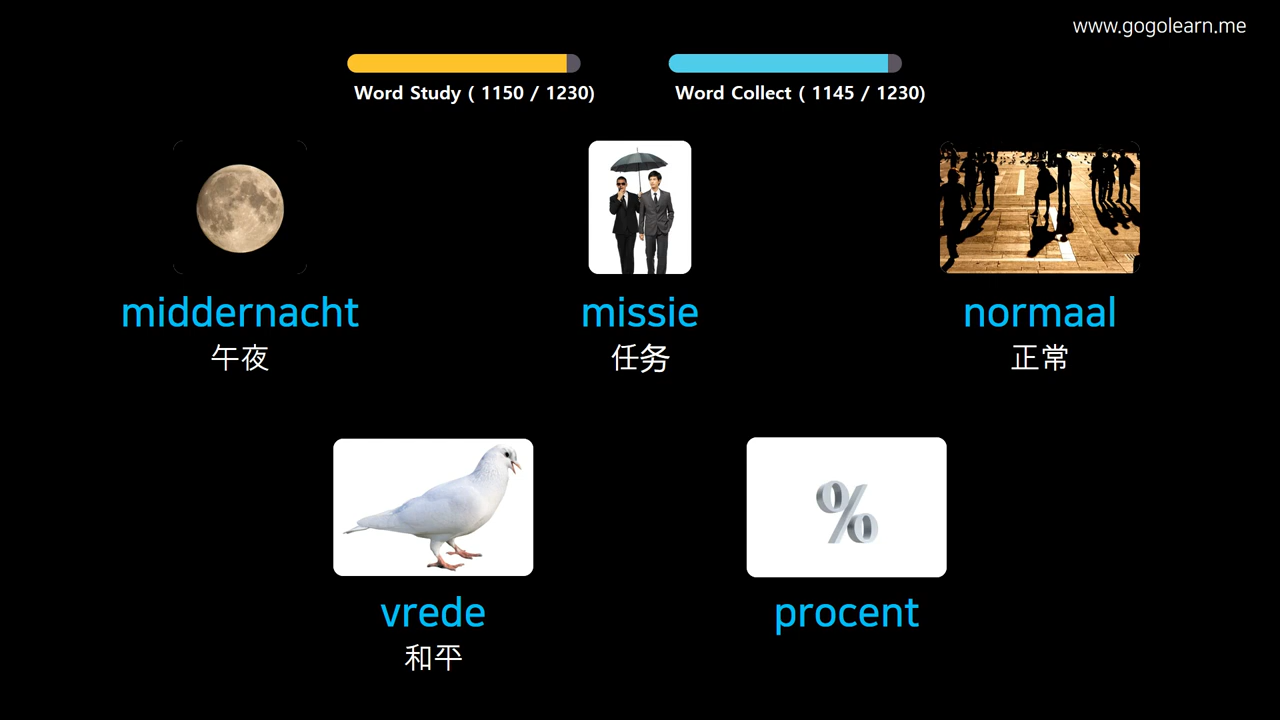 www.gogolearn.me
Word Study ( 1150 / 1230)
Word Collect ( 1145 / 1230)
middernacht
午夜
missie
任务
normaal
正常
%
vrede
和平
procent